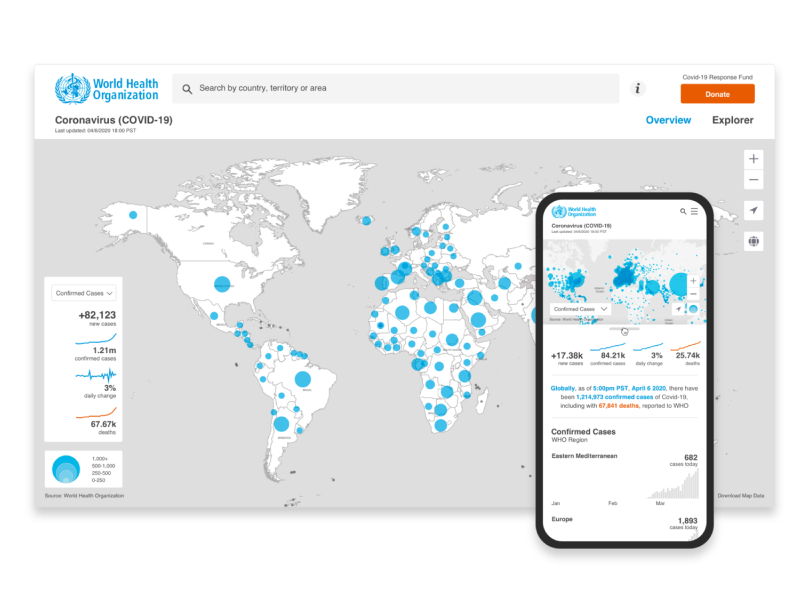 World Health
Organization
Search by country, territory or area
i
Covid-19 Response Fund
Donate
Coronavirus (COVID-19)
Last updated: 04/6/2020 18:00 PST
Overview
Explorer
Confirmed Cases
+82,123
new cases
1.21m
confirmed cases
3%
daily change
67.67k
deaths
1,000+
500-1,000
250-500
0-250
Source: World Health Organization
Download Map Data
World Health
Organization
Coronavirus (COVID-19)
Confirmed Cases
+17.38k
new cases
84.21k
confirmed cases
3%
daily change
25.74k
deaths
Globally, as of 5:00pm PST, April 6 2020, there have
been 1,214,973 confirmed cases of Covid-19,
including with 67,841 deaths, reported to WHO
Confirmed Cases
WHO Region
Eastern Mediterranean
682
cases today
Jan Feb Mar
Europe
1,893
cases today